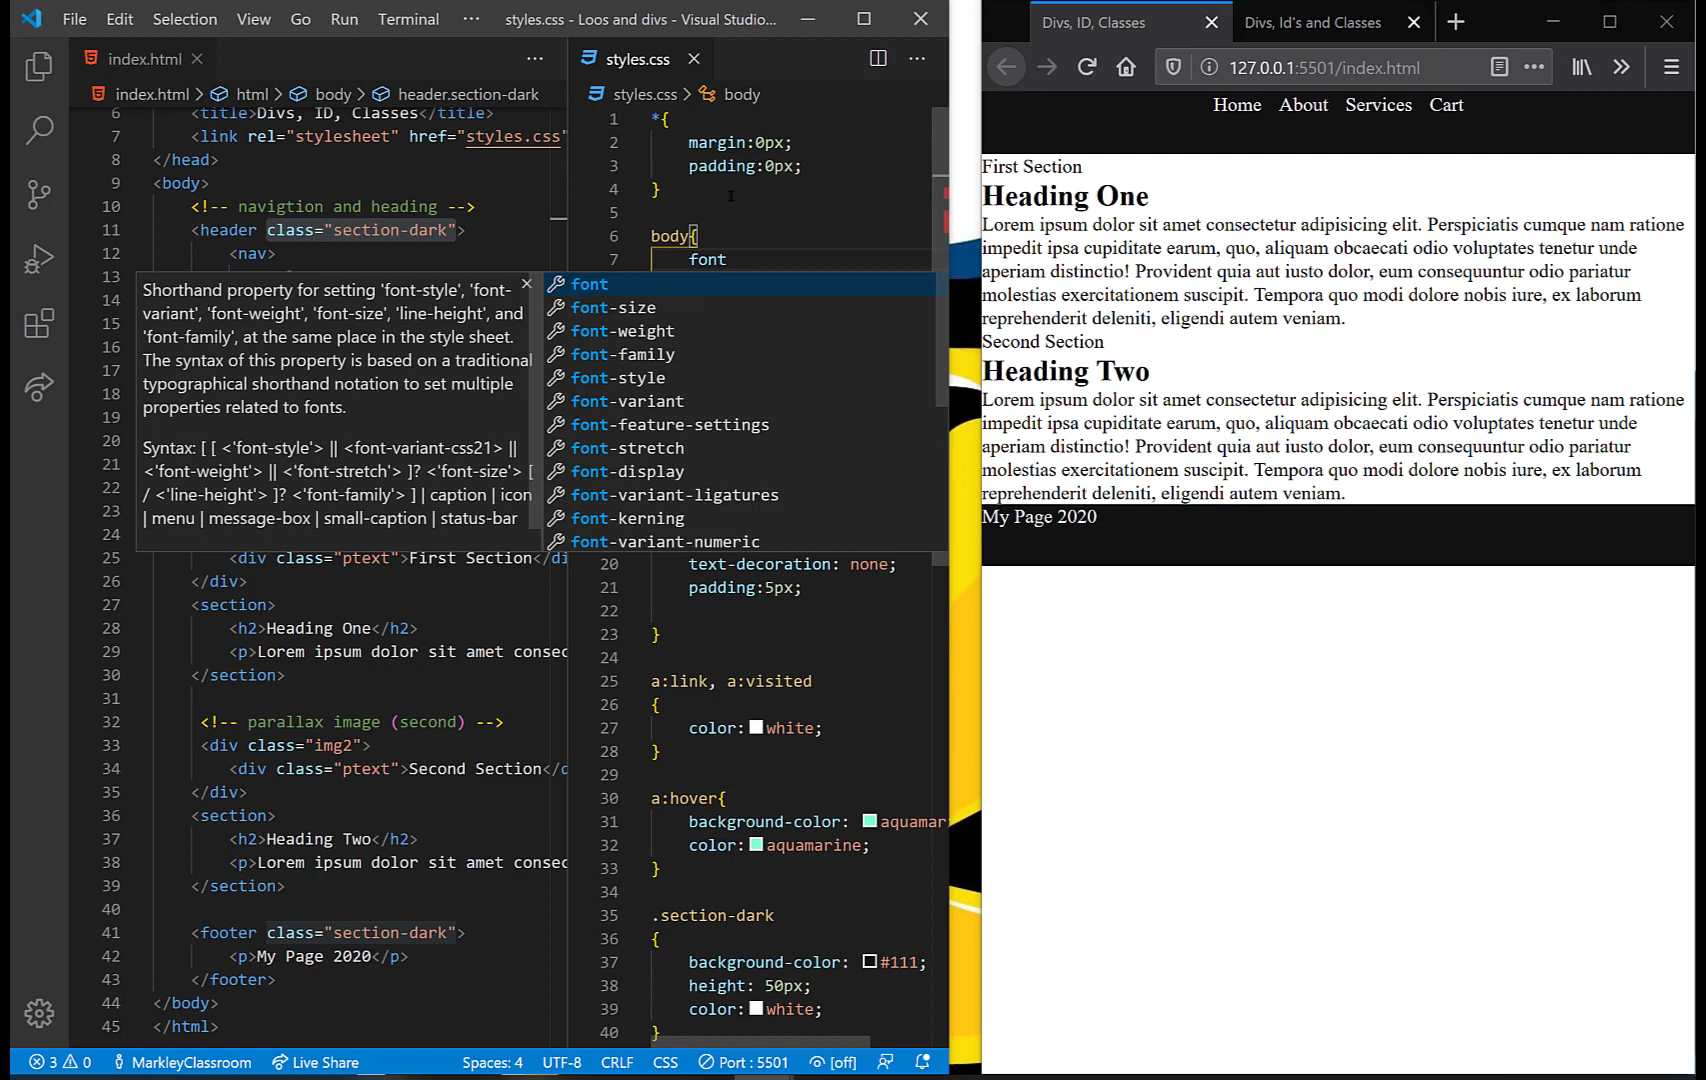 File Edit Selection View Go Run Terminal ··· styles.css - Loos and divs - Visual Studio...
index.html
index.html > html > body > header.section-dark
6 <title>Divs, ID, Classes</title>
7 <link rel="stylesheet" href="styles.css"
8 </head>
9 <body>
10 <!-- navigtion and heading -->
11 <header class="section-dark">
12 <nav>
13
14
15
16
17
18
19
20
21
22
23
24
25 <div class="ptext">First Section</di
26 </div>
27 <section>
28 <h2>Heading One</h2>
29 <p>Lorem ipsum dolor sit amet consec
30 </section>
31
32 <!-- parallax image (second) -->
33 <div class="img2">
34 <div class="ptext">Second Section</d
35 </div>
36 <section>
37 <h2>Heading Two</h2>
38 <p>Lorem ipsum dolor sit amet consec
39 </section>
40
41 <footer class="section-dark">
42 <p>My Page 2020</p>
43 </footer>
44 </body>
45 </html>
Shorthand property for setting 'font-style', 'font-
variant', 'font-weight', 'font-size', 'line-height', and
'font-family', at the same place in the style sheet.
The syntax of this property is based on a traditional
typographical shorthand notation to set multiple
properties related to fonts.
Syntax: [ [ <'font-style'> || <font-variant-css21> ||
<'font-weight'> || <'font-stretch'> ]? <'font-size'> [
/ <'line-height'> ]? <'font-family'> ] | caption | icon
| menu | message-box | small-caption | status-bar
styles.css
styles.css > body
1 *{
2 margin:0px;
3 padding:0px;
4 }
5
6 body{
7 font
font
font-size
font-weight
font-family
font-style
font-variant
font-feature-settings
font-stretch
font-display
font-variant-ligatures
font-kerning
font-variant-numeric
20 text-decoration: none;
21 padding:5px;
22
23 }
24
25 a:link, a:visited
26 {
27 color: white;
28 }
29
30 a:hover{
31 background-color: aquamar
32 color: aquamarine;
33 }
34
35 .section-dark
36 {
37 background-color: #111;
38 height: 50px;
39 color: white;
40 }
3 0 MarkleyClassroom Live Share Spaces: 4 UTF-8 CRLF CSS Port : 5501 [off]
Divs, ID, Classes
Divs, Id's and Classes
127.0.0.1:5501/index.html
Home About Services Cart
First Section
Heading One
Lorem ipsum dolor sit amet consectetur adipisicing elit. Perspiciatis cumque nam ratione
impedit ipsa cupiditate earum, quo, aliquam obcaecati odio voluptates tenetur unde
aperiam distinctio! Provident quia aut iusto dolor, eum consequuntur odio pariatur
molestias exercitationem suscipit. Tempora quo modi dolore nobis iure, ex laborum
reprehenderit deleniti, eligendi autem veniam.
Second Section
Heading Two
Lorem ipsum dolor sit amet consectetur adipisicing elit. Perspiciatis cumque nam ratione
impedit ipsa cupiditate earum, quo, aliquam obcaecati odio voluptates tenetur unde
aperiam distinctio! Provident quia aut iusto dolor, eum consequuntur odio pariatur
molestias exercitationem suscipit. Tempora quo modi dolore nobis iure, ex laborum
reprehenderit deleniti, eligendi autem veniam.
My Page 2020